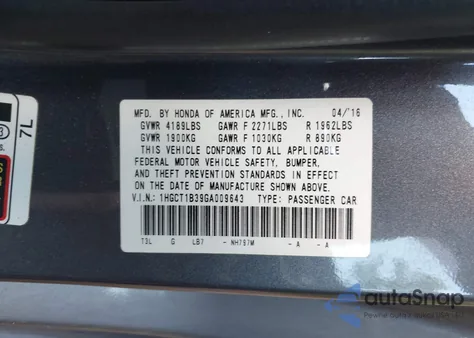 MFD. BY HONDA OF AMERICA MFG., INC. 04/16
GVWR 4189LBS GAWR F 2271LBS R 1962LBS
GVWR 1900KG GAWR F 1030KG R 890KG
THIS VEHICLE CONFORMS TO ALL APPLICABLE
FEDERAL MOTOR VEHICLE SAFETY, BUMPER,
AND THEFT PREVENTION STANDARDS IN EFFECT
ON THE DATE OF MANUFACTURE SHOWN ABOVE.
V.I.N.: 1HGCT1B39GA009643 TYPE: PASSENGER CAR
T3L G LB7 - NH797M - A - A
7L
autoSnap